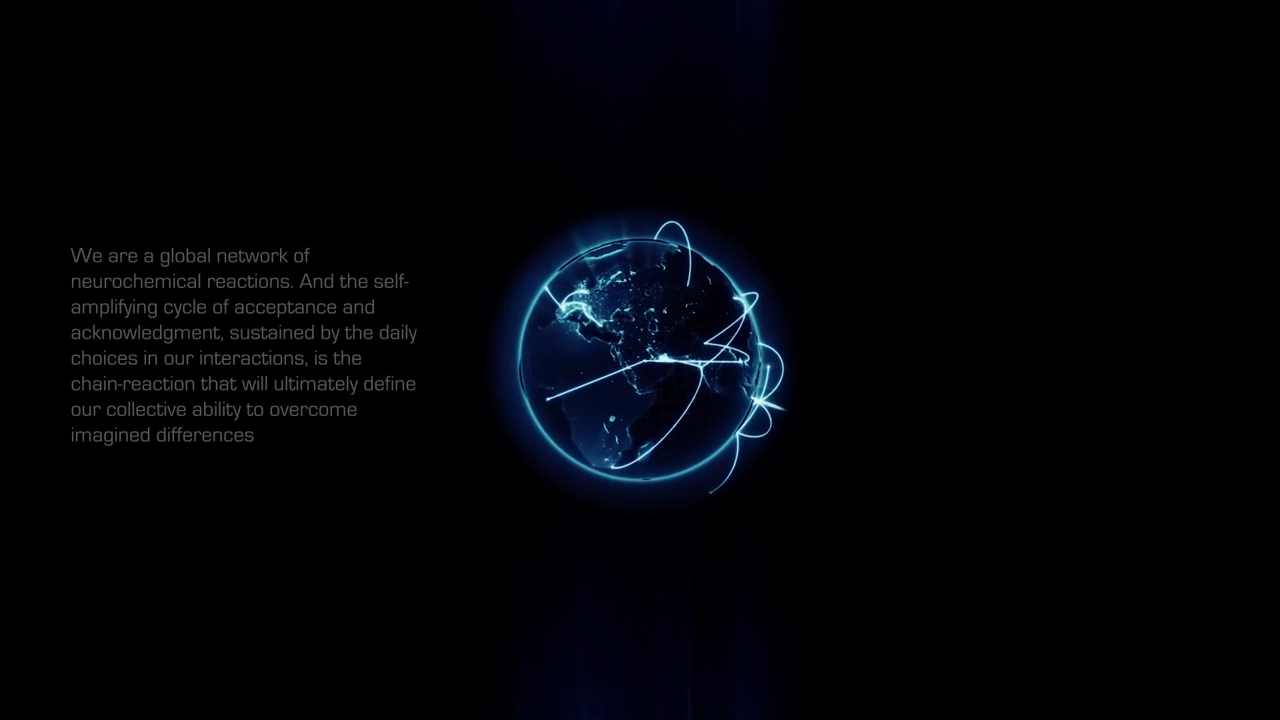 We are a global network of
neurochemical reactions. And the self-
amplifying cycle of acceptance and
acknowledgment, sustained by the daily
choices in our interactions, is the
chain-reaction that will ultimately define
our collective ability to overcome
imagined differences